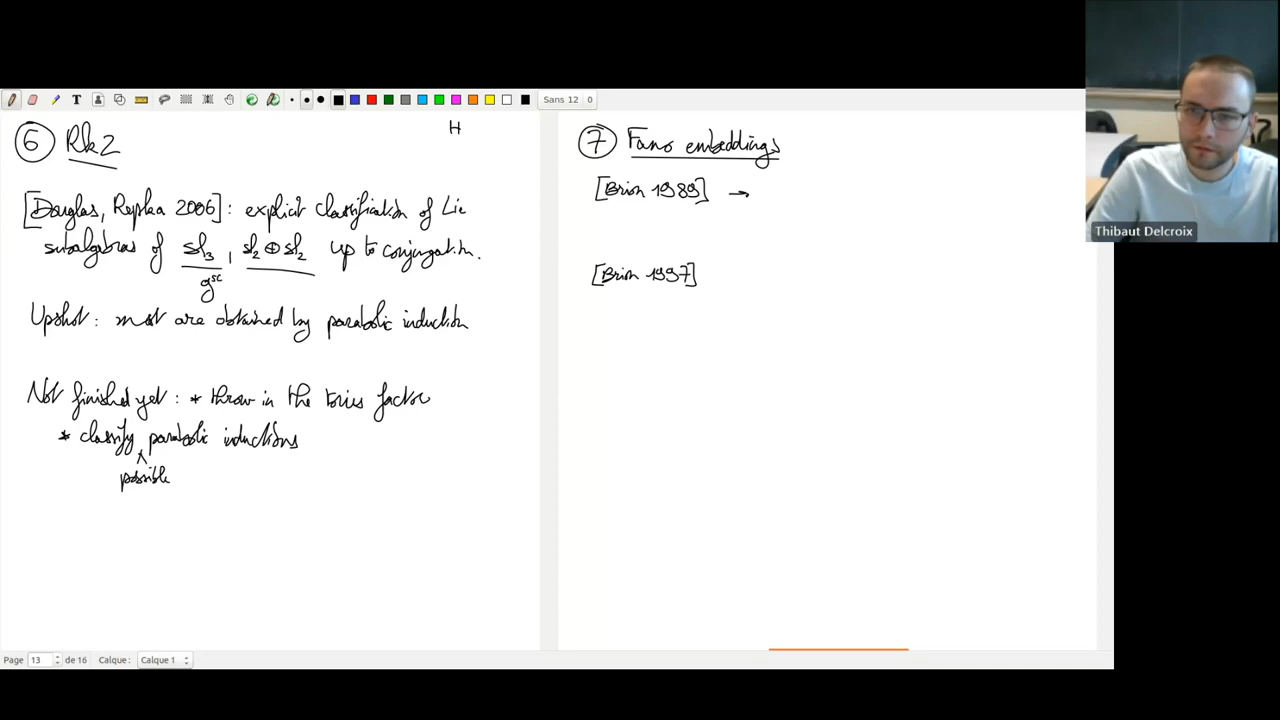 Sans 12
0
6 Rk 2
H
[Douglas, Repka 2006] : explicit classification of Lie
subalgebras of sl3, sl2 ⊕ sl2 up to conjugation.
g^sc
Upshot : most are obtained by parabolic induction
Not finished yet : * throw in the torus factor
* classify parabolic inductions
^
possible
7 Fano embeddings
[Brion 1989] →
[Brion 1997]
Thibaut Delcroix
Page 13 de 16 Calque : Calque 1